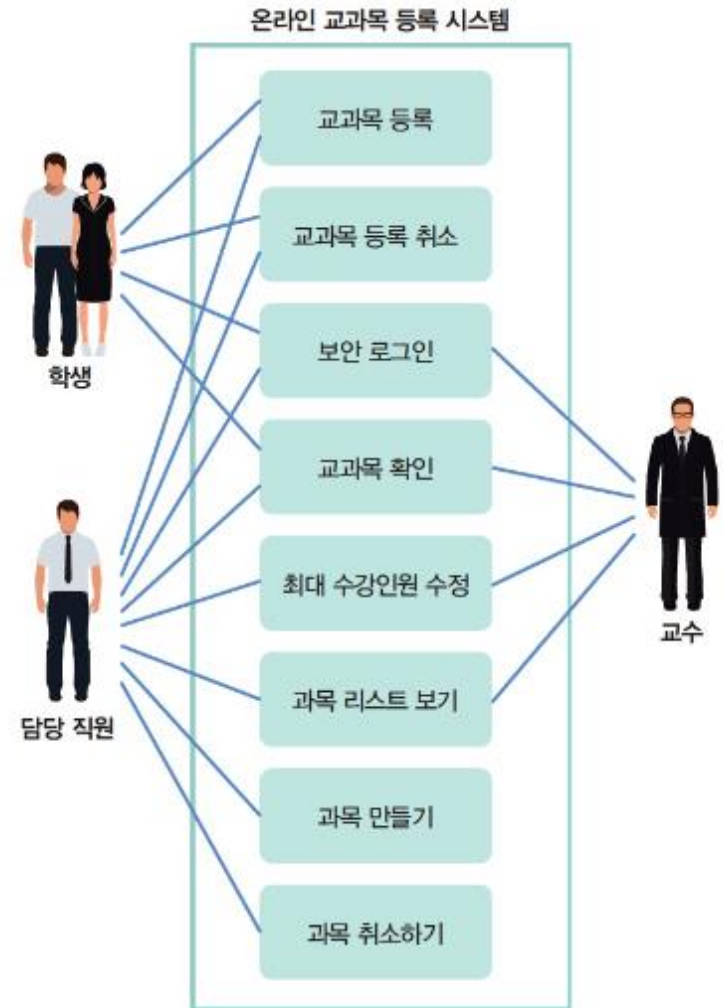 온라인 교과목 등록 시스템
교과목 등록
교과목 등록 취소
보안 로그인
학생
교과목 확인
최대 수강인원 수정
교수
과목 리스트 보기
담당 직원
과목 만들기
과목 취소하기